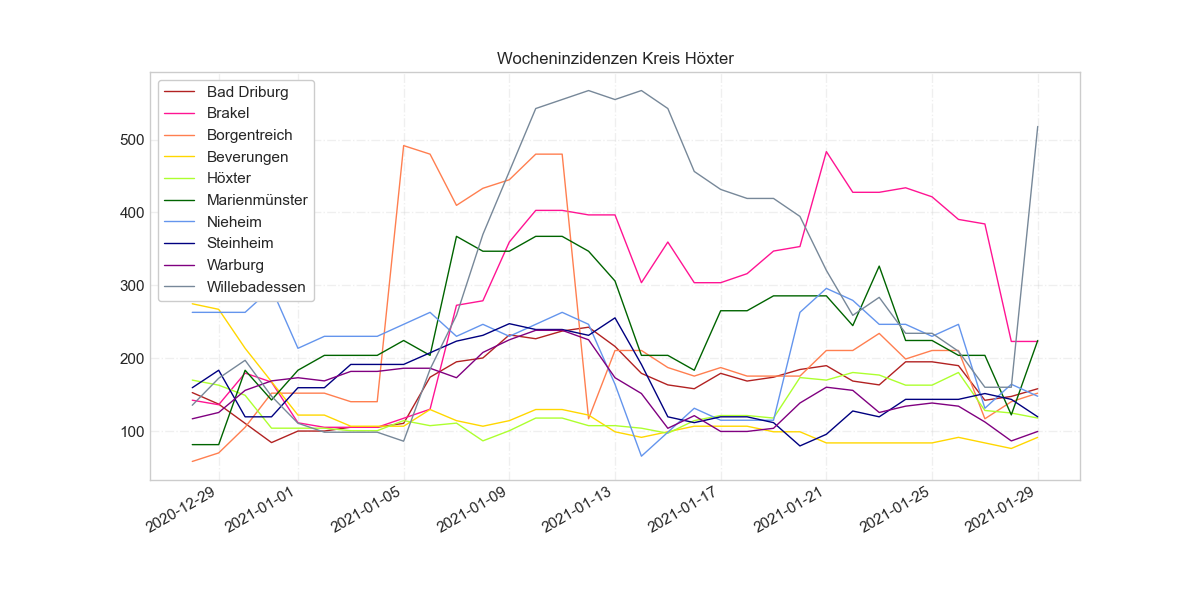 Wocheninzidenzen Kreis Höxter
Bad Driburg
Brakel
Borgentreich
Beverungen
Höxter
Marienmünster
Nieheim
Steinheim
Warburg
Willebadessen
500
400
300
200
100
2020-12-29
2021-01-01
2021-01-05
2021-01-09
2021-01-13
2021-01-17
2021-01-21
2021-01-25
2021-01-29